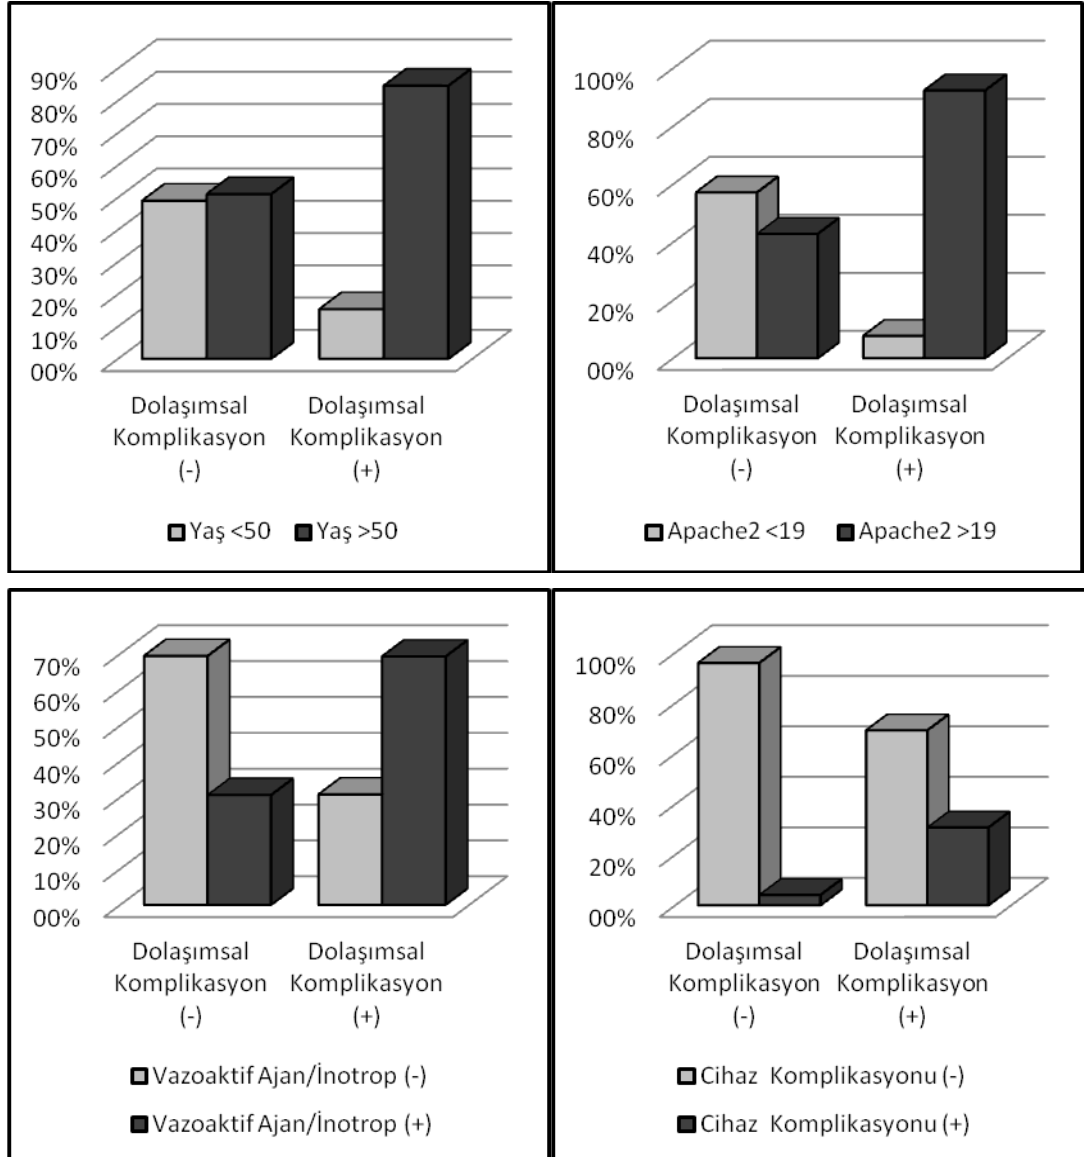 90%
80%
70%
60%
50%
40%
30%
20%
10%
00%
Dolaşımsal Komplikasyon (-)
Dolaşımsal Komplikasyon (+)
Yaş <50 Yaş >50
100%
80%
60%
40%
20%
00%
Dolaşımsal Komplikasyon (-)
Dolaşımsal Komplikasyon (+)
Apache2 <19 Apache2 >19
70%
60%
50%
40%
30%
20%
10%
00%
Dolaşımsal Komplikasyon (-)
Dolaşımsal Komplikasyon (+)
Vazoaktif Ajan/İnotrop (-)
Vazoaktif Ajan/İnotrop (+)
100%
80%
60%
40%
20%
00%
Dolaşımsal Komplikasyon (-)
Dolaşımsal Komplikasyon (+)
Cihaz Komplikasyonu (-)
Cihaz Komplikasyonu (+)